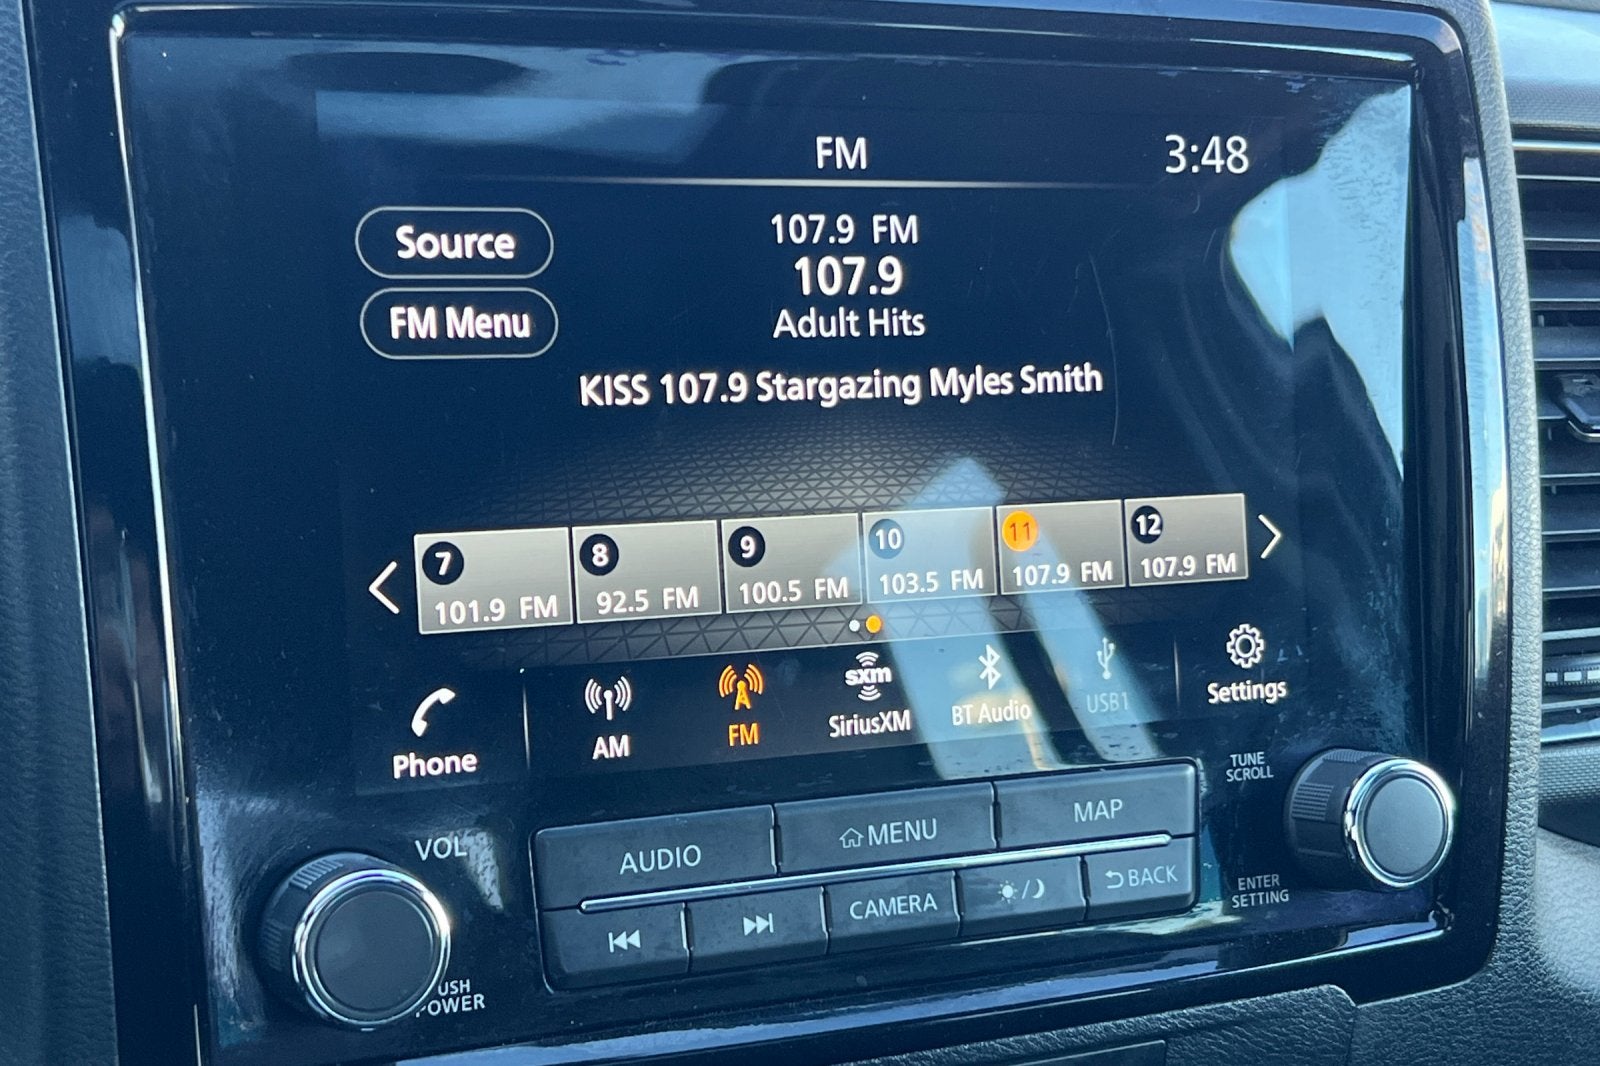 FM
3:48
Source
107.9 FM
107.9
FM Menu
Adult Hits
KISS 107.9 Stargazing Myles Smith
7
8
9
10
11
12
101.9 FM
92.5 FM
100.5 FM
103.5 FM
107.9 FM
107.9 FM
Phone
AM
FM
sxm
SiriusXM
BT Audio
USB1
Settings
TUNE
SCROLL
VOL
AUDIO
MENU
MAP
CAMERA
BACK
ENTER
SETTING